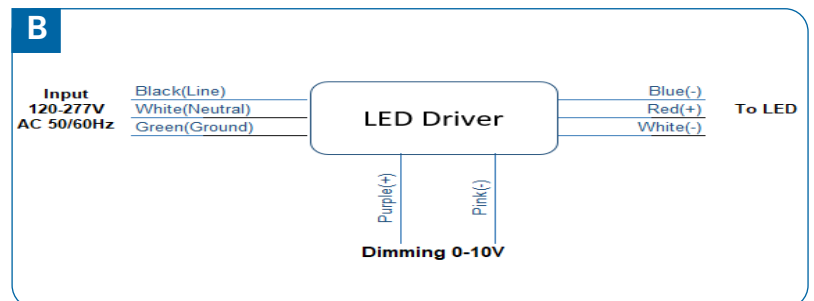 B
Input
120-277V
AC 50/60Hz
Black(Line)
White(Neutral)
Green(Ground)
LED Driver
Blue(-)
Red(+)
White(-)
To LED
Purple(+)
Pink(-)
Dimming 0-10V